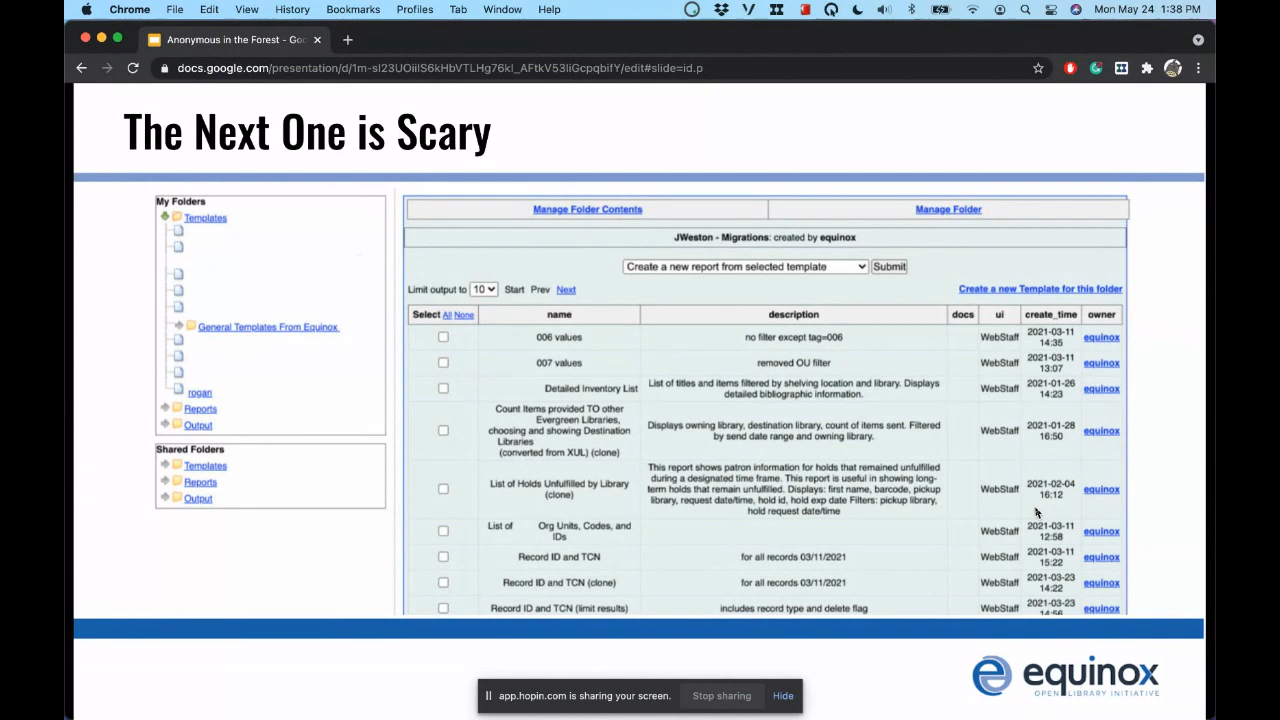 Chrome File Edit View History Bookmarks Profiles Tab Window Help Mon May 24 1:38 PM
Anonymous in the Forest - Goo
docs.google.com/presentation/d/1m-sI23UOiiIS6kHbVTLHg76kI_AFtkV53IiGcpqbifY/edit#slide=id.p
The Next One is Scary
My Folders
Templates
General Templates From Equinox
rogan
Reports
Output
Shared Folders
Templates
Reports
Output
Manage Folder Contents Manage Folder
JWeston - Migrations: created by equinox
Create a new report from selected template Submit
Limit output to 10 Start Prev Next Create a new Template for this folder
Select All None name description docs ui create_time owner
006 values no filter except tag=006 WebStaff 2021-03-11 14:35 equinox
007 values removed OU filter WebStaff 2021-03-11 13:07 equinox
Detailed Inventory List List of titles and items filtered by shelving location and library. Displays detailed bibliographic information. WebStaff 2021-01-26 14:23 equinox
Count Items provided TO other Evergreen Libraries, choosing and showing Destination Libraries (converted from XUL) (clone) Displays owning library, destination library, count of items sent. Filtered by send date range and owning library. WebStaff 2021-01-28 16:50 equinox
List of Holds Unfulfilled by Library (clone) This report shows patron information for holds that remained unfulfilled during a designated time frame. This report is useful in showing long-term holds that remain unfulfilled. Displays: first name, barcode, pickup library, request date/time, hold id, hold exp date Filters: pickup library, hold request date/time WebStaff 2021-02-04 16:12 equinox
List of Org Units, Codes, and IDs WebStaff 2021-03-11 12:58 equinox
Record ID and TCN for all records 03/11/2021 WebStaff 2021-03-11 15:22 equinox
Record ID and TCN (clone) for all records 03/11/2021 WebStaff 2021-03-23 14:22 equinox
Record ID and TCN (limit results) includes record type and delete flag WebStaff 2021-03-23 14:56 equinox
equinox
OPEN LIBRARY INITIATIVE
app.hopin.com is sharing your screen. Stop sharing Hide